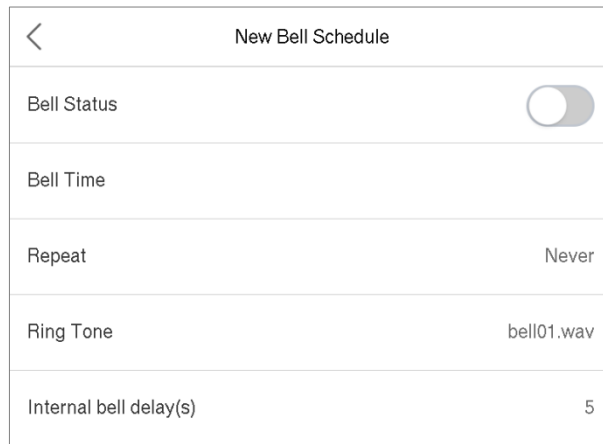 New Bell Schedule
Bell Status
Bell Time
Repeat Never
Ring Tone bell01.wav
Internal bell delay(s) 5